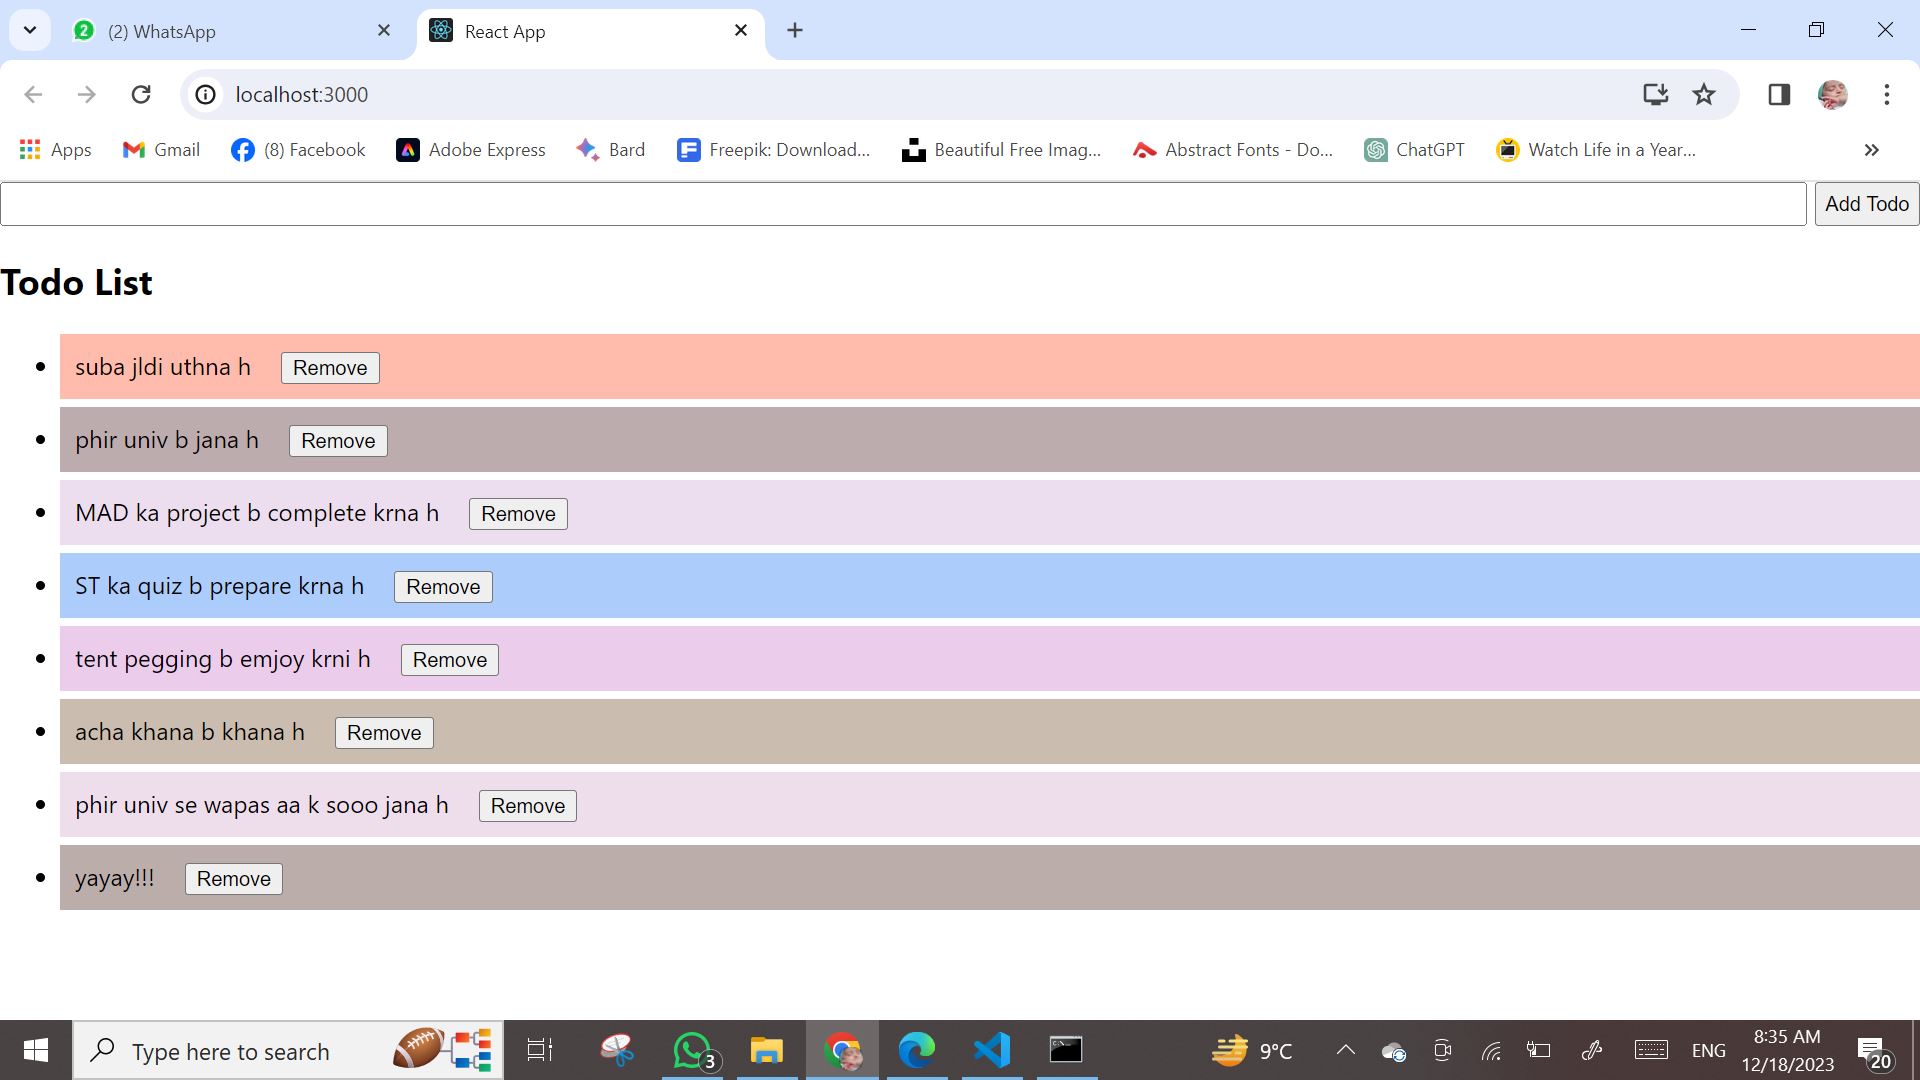 2 (2) WhatsApp React App
localhost:3000
Apps Gmail (8) Facebook Adobe Express Bard Freepik: Download... Beautiful Free Imag... Abstract Fonts - Do... ChatGPT Watch Life in a Year... »
Add Todo
Todo List
suba jldi uthna h Remove
phir univ b jana h Remove
MAD ka project b complete krna h Remove
ST ka quiz b prepare krna h Remove
tent pegging b emjoy krni h Remove
acha khana b khana h Remove
phir univ se wapas aa k sooo jana h Remove
yayay!!! Remove
Type here to search 3 9°C ENG 8:35 AM 20
12/18/2023